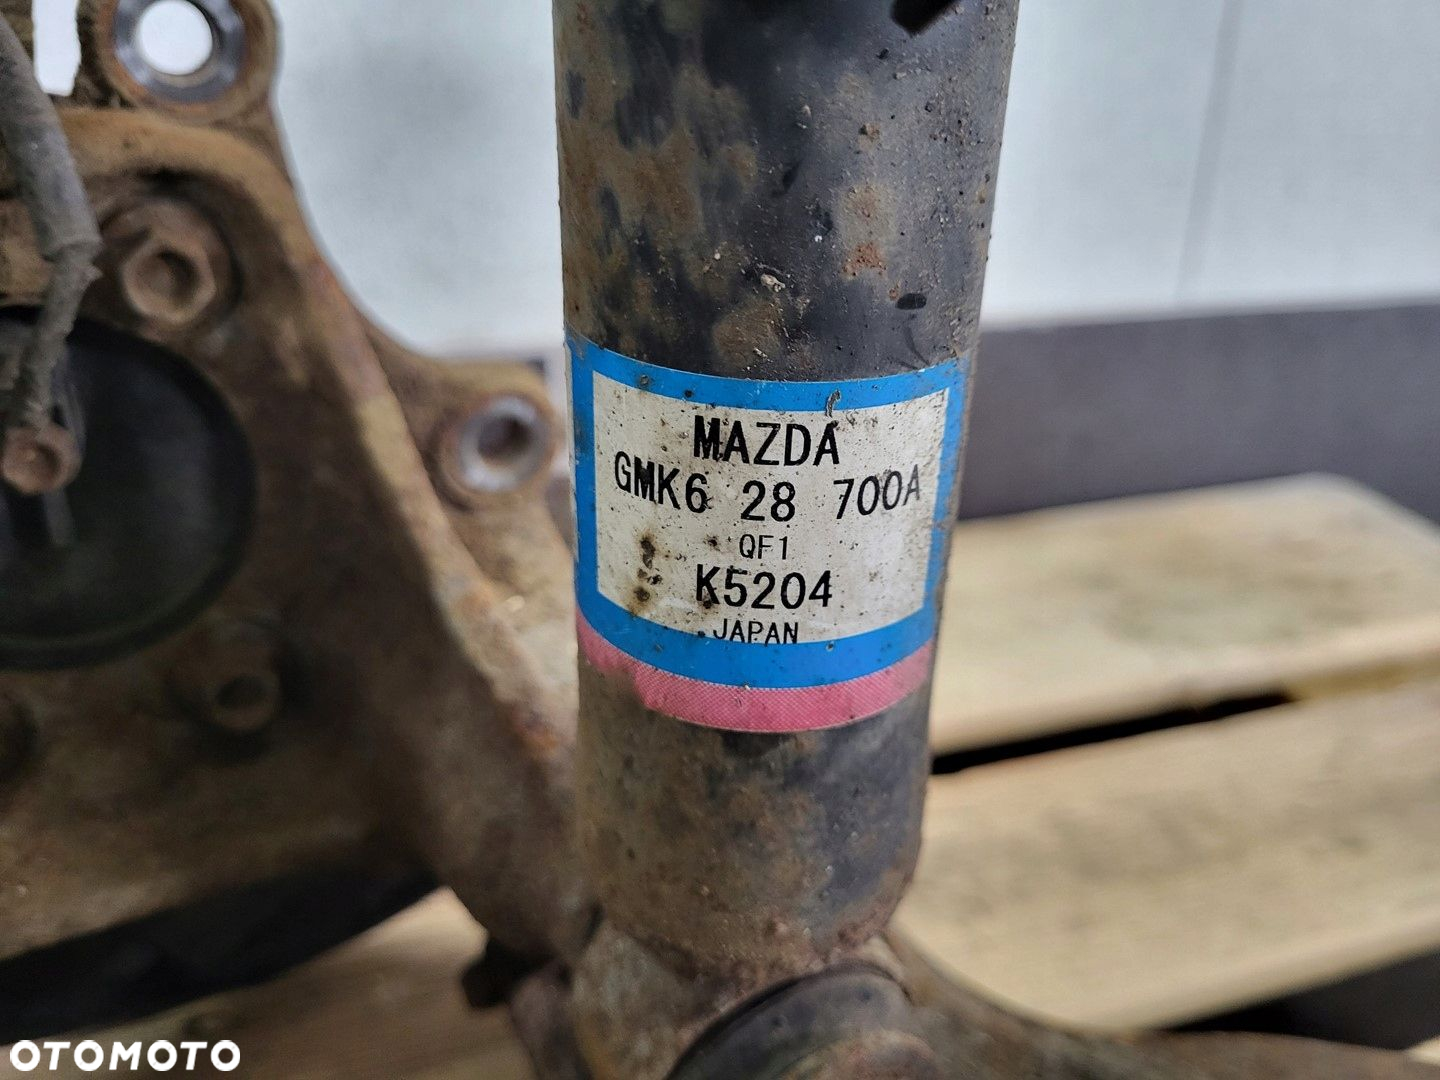 MAZDA
GMK6 28 700A
QF1
K5204
JAPAN
OTOMOTO